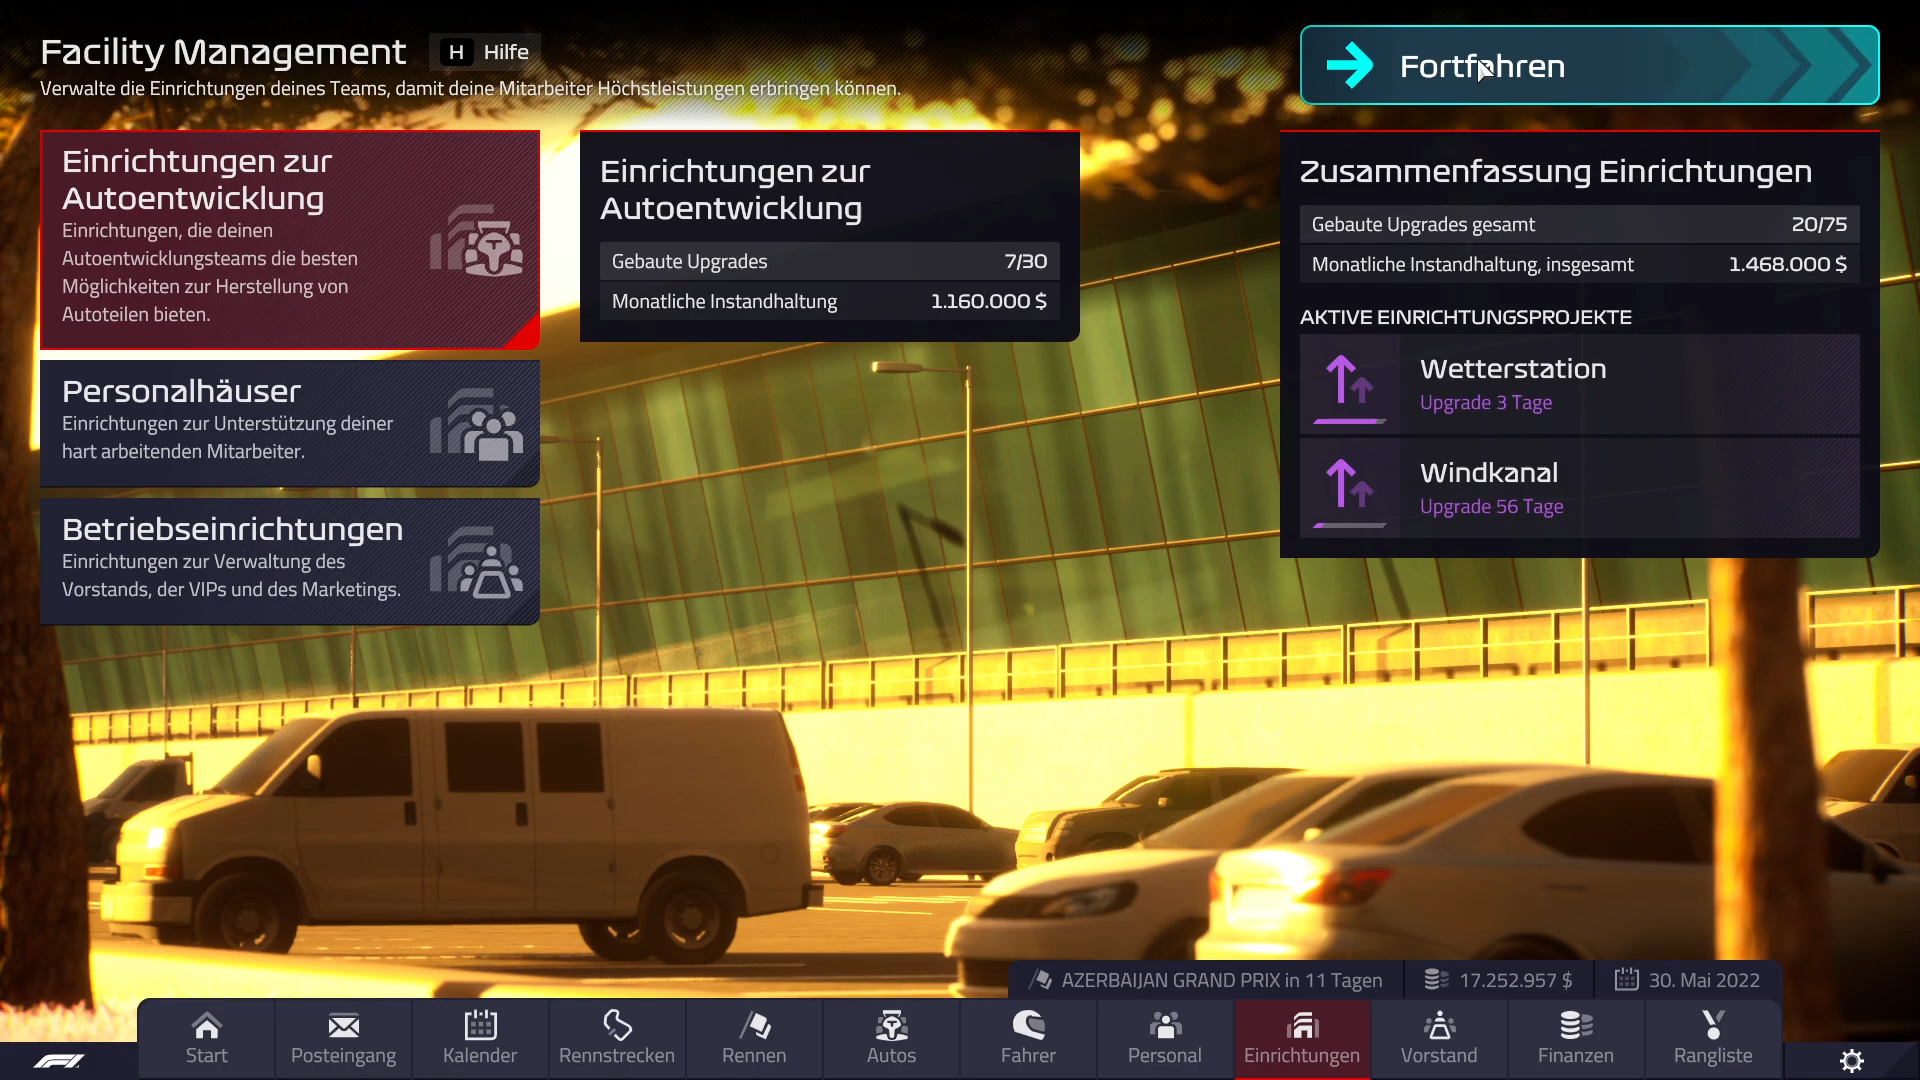 Facility Management
H Hilfe
Verwalte die Einrichtungen deines Teams, damit deine Mitarbeiter Höchstleistungen erbringen können.
Fortfahren
Einrichtungen zur
Autoentwicklung
Einrichtungen, die deinen
Autoentwicklungsteams die besten
Möglichkeiten zur Herstellung von
Autoteilen bieten.
Personalhäuser
Einrichtungen zur Unterstützung deiner
hart arbeitenden Mitarbeiter.
Betriebseinrichtungen
Einrichtungen zur Verwaltung des
Vorstands, der VIPs und des Marketings.
Einrichtungen zur
Autoentwicklung
Gebaute Upgrades 7/30
Monatliche Instandhaltung 1.160.000 $
Zusammenfassung Einrichtungen
Gebaute Upgrades gesamt 20/75
Monatliche Instandhaltung, insgesamt 1.468.000 $
AKTIVE EINRICHTUNGSPROJEKTE
Wetterstation
Upgrade 3 Tage
Windkanal
Upgrade 56 Tage
AZERBAIJAN GRAND PRIX in 11 Tagen
17.252.957 $
30. Mai 2022
F1
Start
Posteingang
Kalender
Rennstrecken
Rennen
Autos
Fahrer
Personal
Einrichtungen
Vorstand
Finanzen
Rangliste